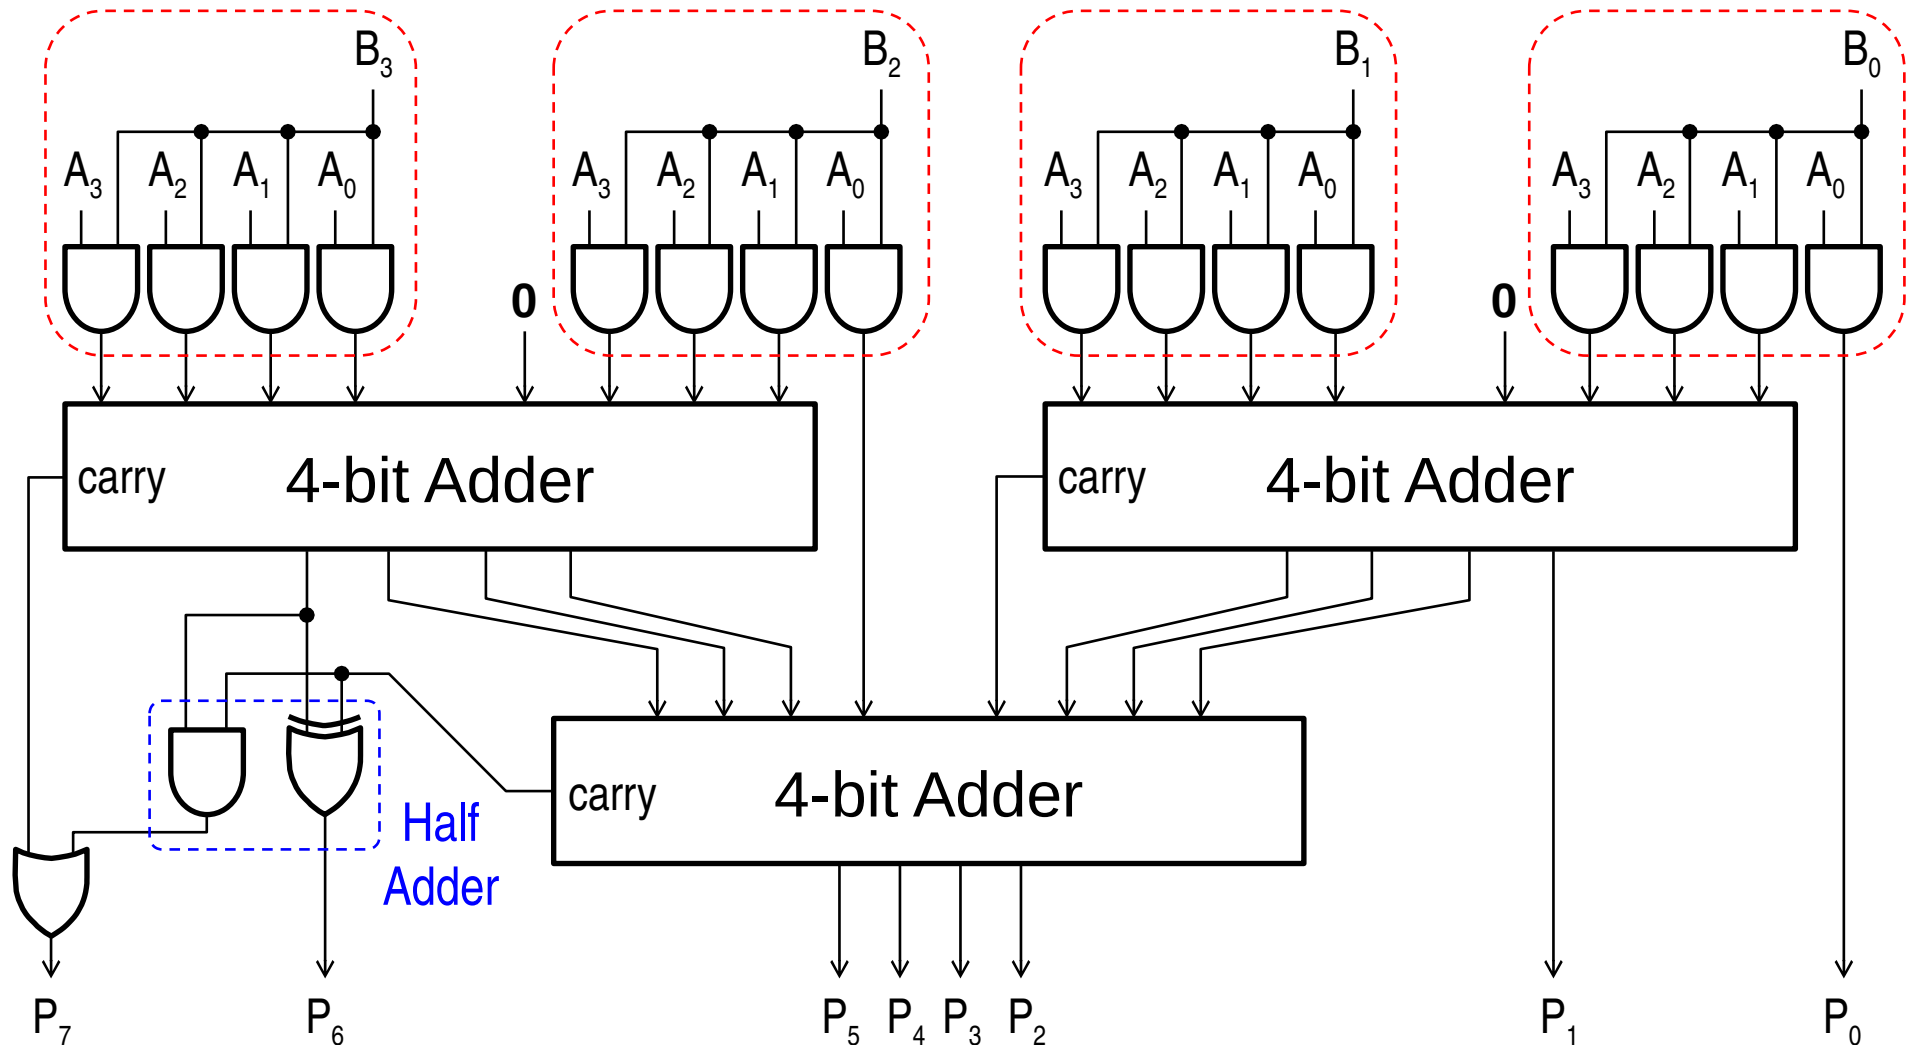 B₃ B₂ B₁ B₀
A₃ A₂ A₁ A₀ A₃ A₂ A₁ A₀ A₃ A₂ A₁ A₀ A₃ A₂ A₁ A₀
0 0
carry 4-bit Adder carry 4-bit Adder
carry 4-bit Adder
Half
Adder
P₇ P₆ P₅ P₄ P₃ P₂ P₁ P₀